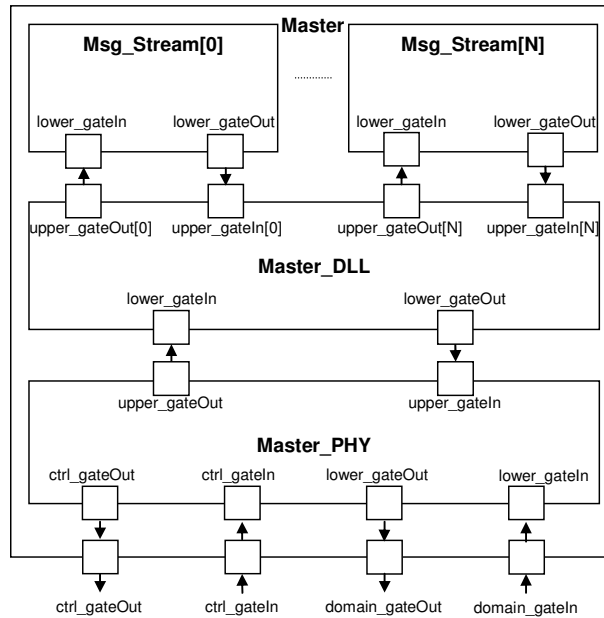 Master
Msg_Stream[0] Msg_Stream[N]
lower_gateIn lower_gateOut lower_gateIn lower_gateOut
upper_gateOut[0] upper_gateIn[0] upper_gateOut[N] upper_gateIn[N]
Master_DLL
lower_gateIn lower_gateOut
upper_gateOut upper_gateIn
Master_PHY
ctrl_gateOut ctrl_gateIn lower_gateOut lower_gateIn
ctrl_gateOut ctrl_gateIn domain_gateOut domain_gateIn